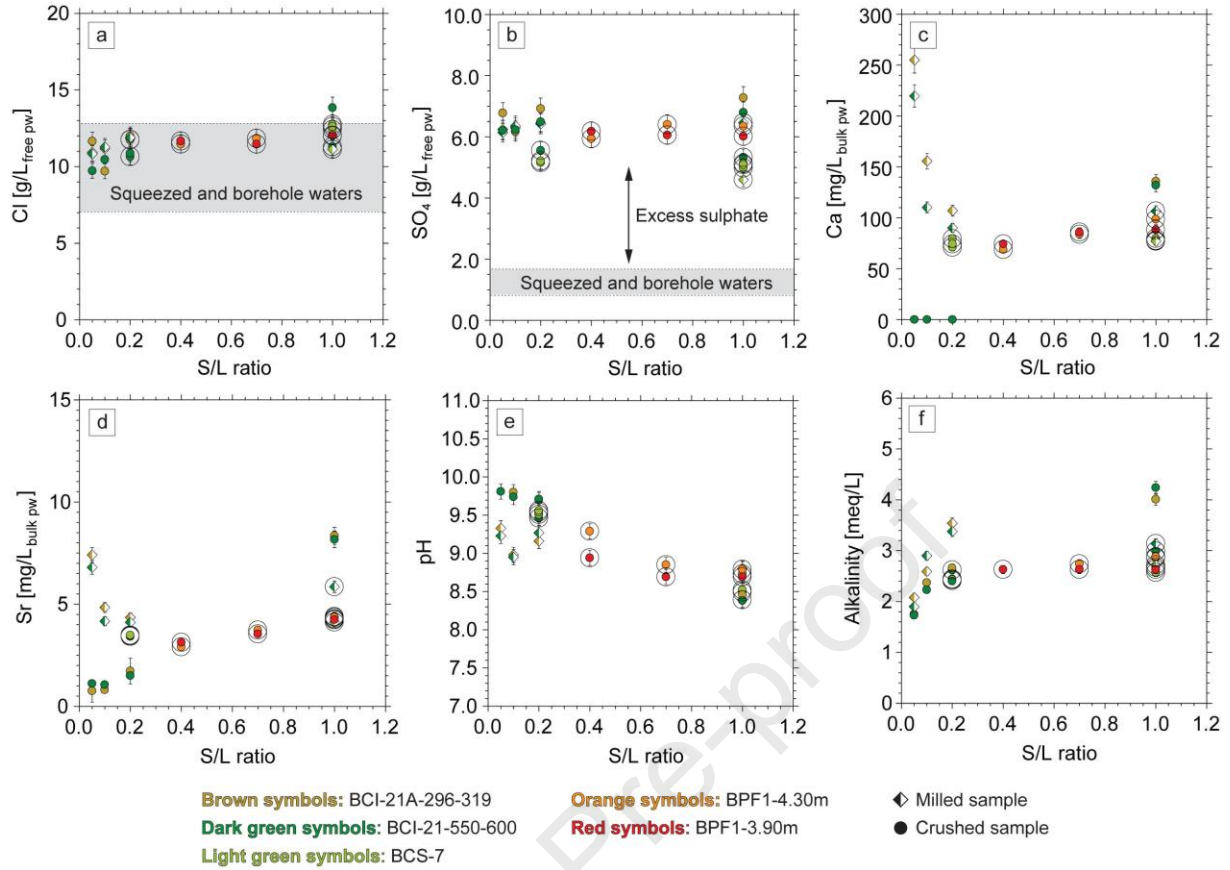 a
Cl [g/L free pw]
20
15
10
5
0
Squeezed and borehole waters
0.0 0.2 0.4 0.6 0.8 1.0 1.2
S/L ratio
b
SO4 [g/L free pw]
10.0
8.0
6.0
4.0
2.0
0.0
Excess sulphate
Squeezed and borehole waters
0.0 0.2 0.4 0.6 0.8 1.0 1.2
S/L ratio
c
Ca [mg/L bulk pw]
300
250
200
150
100
50
0
0.0 0.2 0.4 0.6 0.8 1.0 1.2
S/L ratio
d
Sr [mg/L bulk pw]
15
10
5
0
0.0 0.2 0.4 0.6 0.8 1.0 1.2
S/L ratio
e
pH
11.0
10.5
10.0
9.5
9.0
8.5
8.0
7.5
7.0
0.0 0.2 0.4 0.6 0.8 1.0 1.2
S/L ratio
f
Alkalinity [meq/L]
6
5
4
3
2
1
0
0.0 0.2 0.4 0.6 0.8 1.0 1.2
S/L ratio
Brown symbols: BCI-21A-296-319
Dark green symbols: BCI-21-550-600
Light green symbols: BCS-7
Orange symbols: BPF1-4.30m
Red symbols: BPF1-3.90m
Milled sample
Crushed sample
Pre-proof